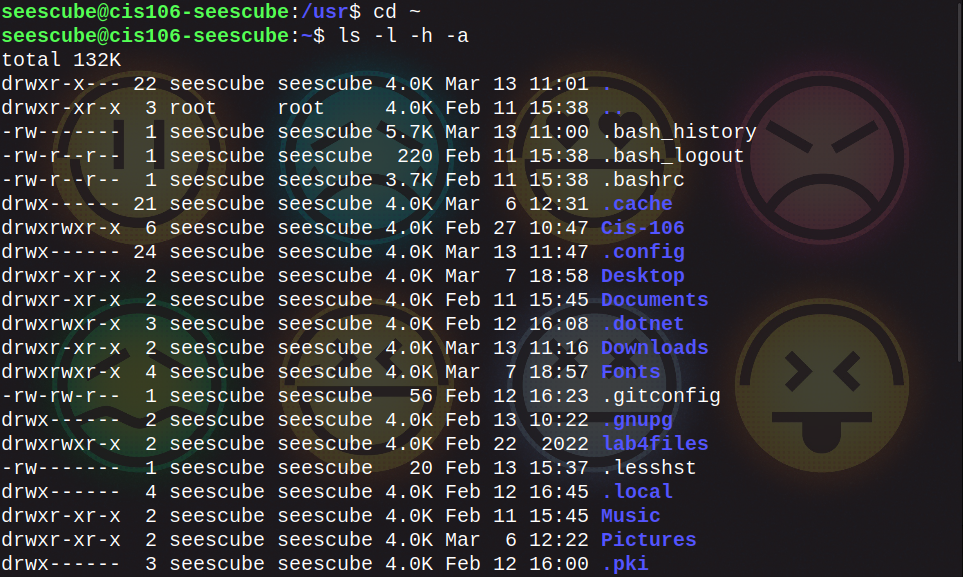 seescube@cis106-seescube:/usr$ cd ~
seescube@cis106-seescube:~$ ls -l -h -a
total 132K
drwxr-x--- 22 seescube seescube 4.0K Mar 13 11:01 .
drwxr-xr-x  3 root     root     4.0K Feb 11 15:38 ..
-rw-------  1 seescube seescube 5.7K Mar 13 11:00 .bash_history
-rw-r--r--  1 seescube seescube  220 Feb 11 15:38 .bash_logout
-rw-r--r--  1 seescube seescube 3.7K Feb 11 15:38 .bashrc
drwx------ 21 seescube seescube 4.0K Mar  6 12:31 .cache
drwxrwxr-x  6 seescube seescube 4.0K Feb 27 10:47 Cis-106
drwx------ 24 seescube seescube 4.0K Mar 13 11:47 .config
drwxr-xr-x  2 seescube seescube 4.0K Mar  7 18:58 Desktop
drwxr-xr-x  2 seescube seescube 4.0K Feb 11 15:45 Documents
drwxrwxr-x  3 seescube seescube 4.0K Feb 12 16:08 .dotnet
drwxr-xr-x  2 seescube seescube 4.0K Mar 13 11:16 Downloads
drwxrwxr-x  4 seescube seescube 4.0K Mar  7 18:57 Fonts
-rw-rw-r--  1 seescube seescube   56 Feb 12 16:23 .gitconfig
drwx------  2 seescube seescube 4.0K Feb 13 10:22 .gnupg
drwxrwxr-x  2 seescube seescube 4.0K Feb 22  2022 lab4files
-rw-------  1 seescube seescube   20 Feb 13 15:37 .lesshst
drwx------  4 seescube seescube 4.0K Feb 12 16:45 .local
drwxr-xr-x  2 seescube seescube 4.0K Feb 11 15:45 Music
drwxr-xr-x  2 seescube seescube 4.0K Mar  6 12:22 Pictures
drwx------  3 seescube seescube 4.0K Feb 12 16:00 .pki